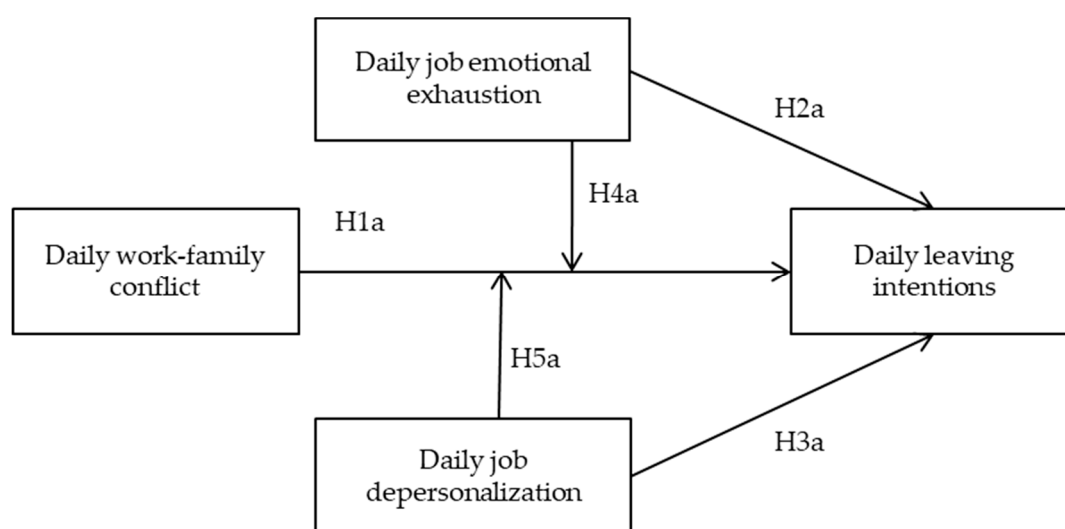 Daily job emotional
exhaustion
H2a
H4a
H1a
Daily work-family
conflict
Daily leaving
intentions
H5a
Daily job
depersonalization
H3a